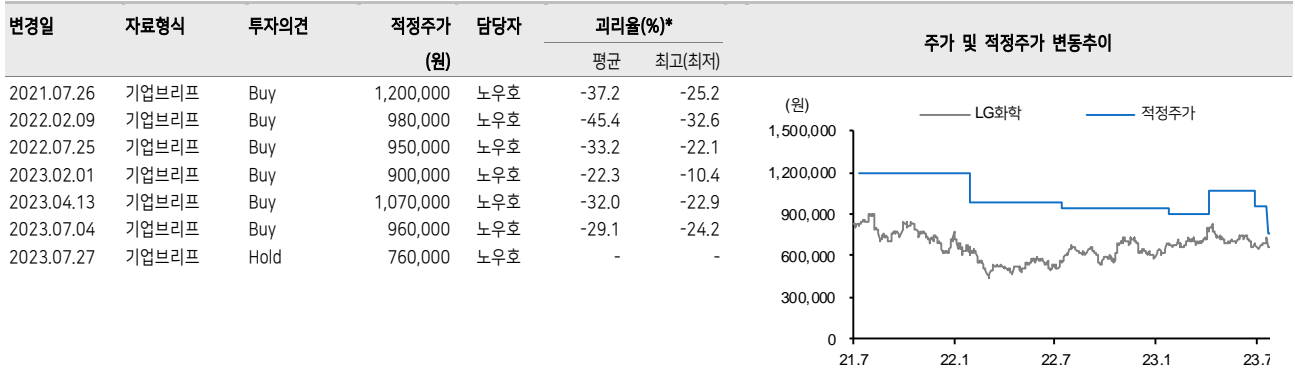 변경일 자료형식 투자의견 적정주가 담당자 괴리율(%)*
(원) 평균 최고(최저)
2021.07.26 기업브리프 Buy 1,200,000 노우호 -37.2 -25.2
2022.02.09 기업브리프 Buy 980,000 노우호 -45.4 -32.6
2022.07.25 기업브리프 Buy 950,000 노우호 -33.2 -22.1
2023.02.01 기업브리프 Buy 900,000 노우호 -22.3 -10.4
2023.04.13 기업브리프 Buy 1,070,000 노우호 -32.0 -22.9
2023.07.04 기업브리프 Buy 960,000 노우호 -29.1 -24.2
2023.07.27 기업브리프 Hold 760,000 노우호 - -
주가 및 적정주가 변동추이
(원)
LG화학 적정주가
1,500,000
1,200,000
900,000
600,000
300,000
0
21.7 22.1 22.7 23.1 23.7